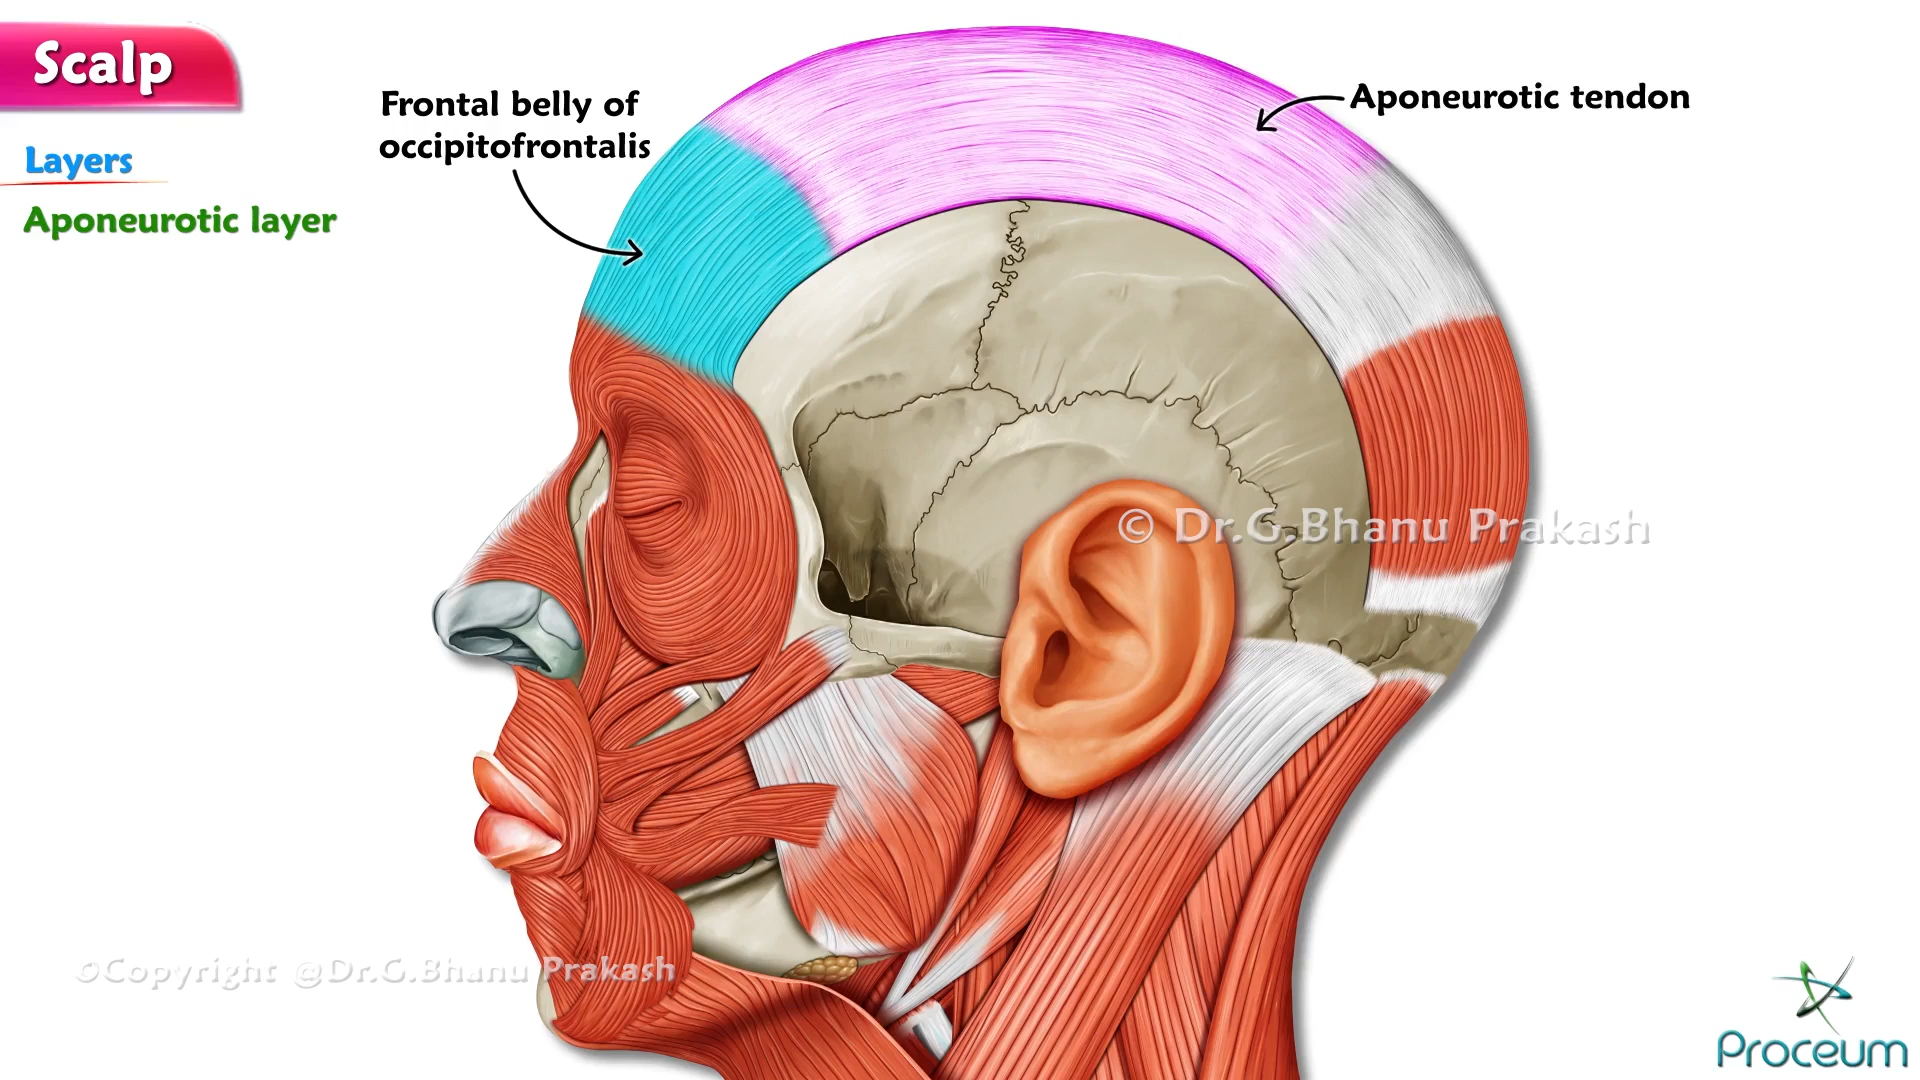 Scalp
Layers
Aponeurotic layer
Frontal belly of
occipitofrontalis
Aponeurotic tendon
© Dr.G.Bhanu Prakash
©Copyright @Dr.G.Bhanu Prakash
Proceum